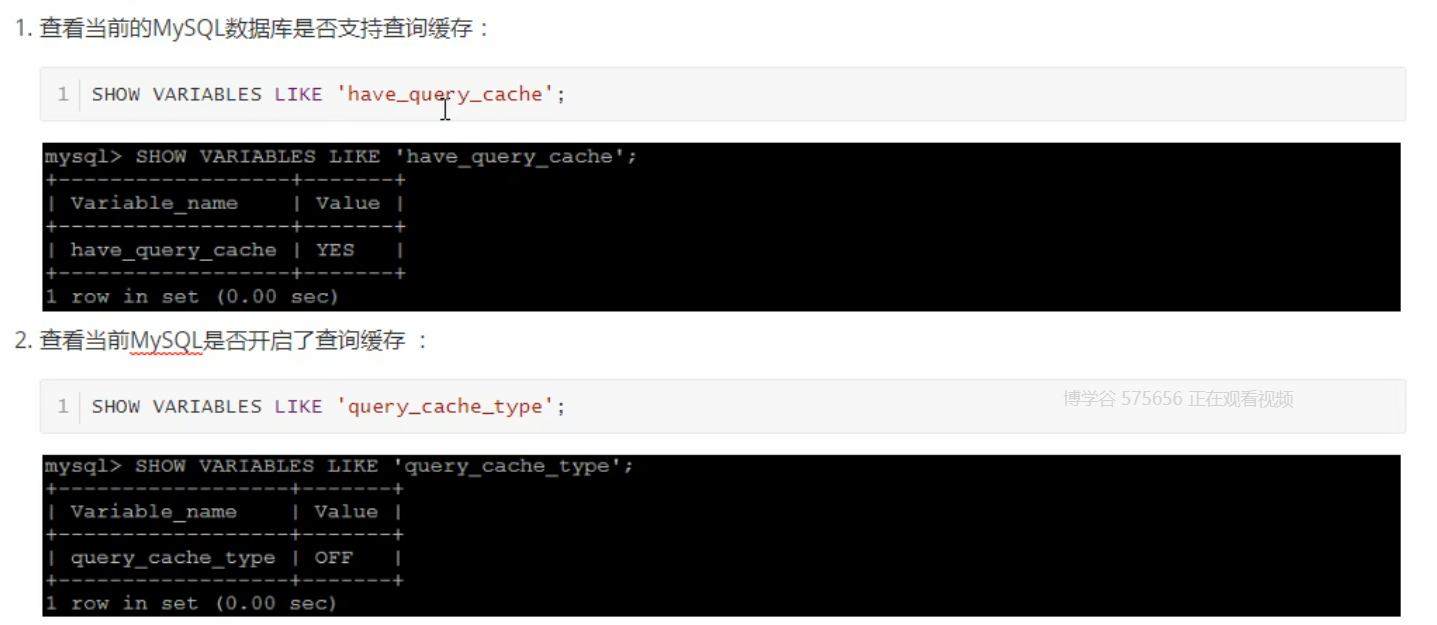 1. 查看当前的MySQL数据库是否支持查询缓存：
1 SHOW VARIABLES LIKE 'have_query_cache';
mysql> SHOW VARIABLES LIKE 'have_query_cache';
+------------------+-------+
| Variable_name    | Value |
+------------------+-------+
| have_query_cache | YES   |
+------------------+-------+
1 row in set (0.00 sec)
2. 查看当前MySQL是否开启了查询缓存 ：
1 SHOW VARIABLES LIKE 'query_cache_type';
博学谷 575656 正在观看视频
mysql> SHOW VARIABLES LIKE 'query_cache_type';
+------------------+-------+
| Variable_name    | Value |
+------------------+-------+
| query_cache_type | OFF   |
+------------------+-------+
1 row in set (0.00 sec)